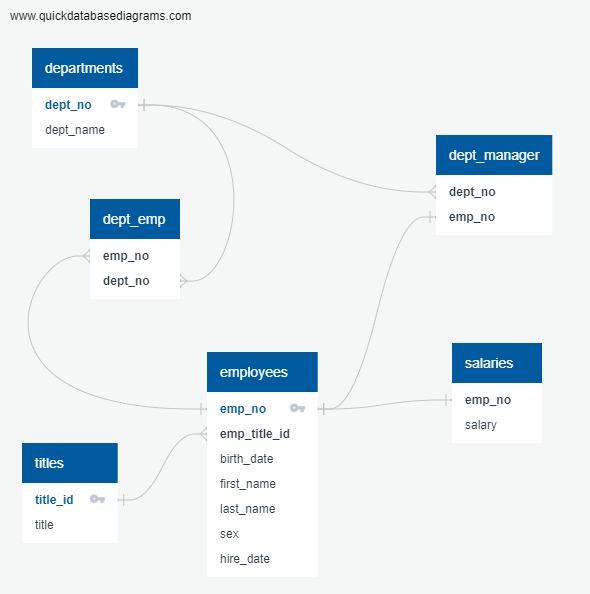 www.quickdatabasediagrams.com
departments
dept_no
dept_name
dept_manager
dept_no
emp_no
dept_emp
emp_no
dept_no
employees
emp_no
emp_title_id
birth_date
first_name
last_name
sex
hire_date
salaries
emp_no
salary
titles
title_id
title